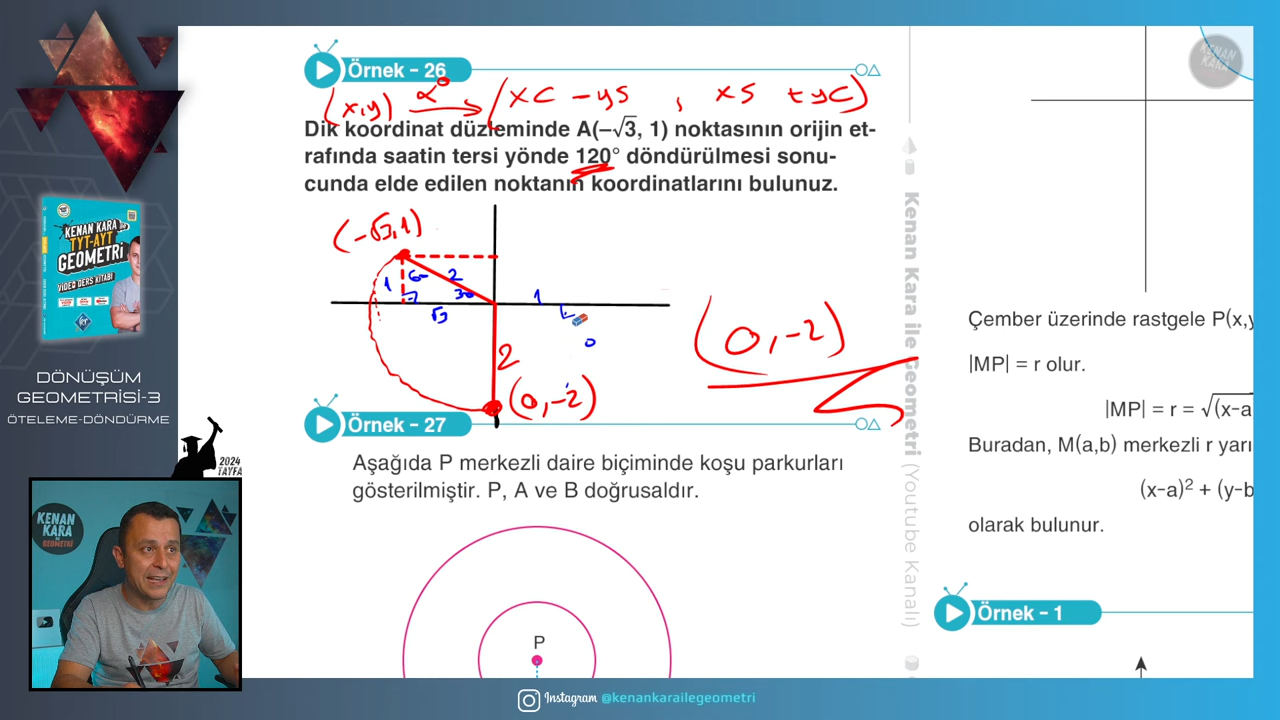 KENAN KARA
TYT-AYT
GEOMETRİ
VİDEO DERS KİTABI
DÖNÜŞÜM
GEOMETRİSİ-3
ÖTELEME-DÖNDÜRME
2024
TAYFA
KENAN
KARA
GEOMETRİ
Örnek - 26
(x,y) α° → (xc - ys , xs + yc)
Dik koordinat düzleminde A(–√3, 1) noktasının orijin et-
rafında saatin tersi yönde 120° döndürülmesi sonu-
cunda elde edilen noktanın koordinatlarını bulunuz.
(-√3,1)
1 60 2
30
√3
1
2
(0,-2)
(0,-2)
Örnek - 27
Aşağıda P merkezli daire biçiminde koşu parkurları
gösterilmiştir. P, A ve B doğrusaldır.
P
Kenan Kara ile Geometri (Youtube Kanalı)
KENAN
KARA
Çember üzerinde rastgele P(x,y
|MP| = r olur.
|MP| = r = √(x–a
Buradan, M(a,b) merkezli r yarı
(x–a)² + (y–b
olarak bulunur.
Örnek - 1
Instagram @kenankarailegeometri